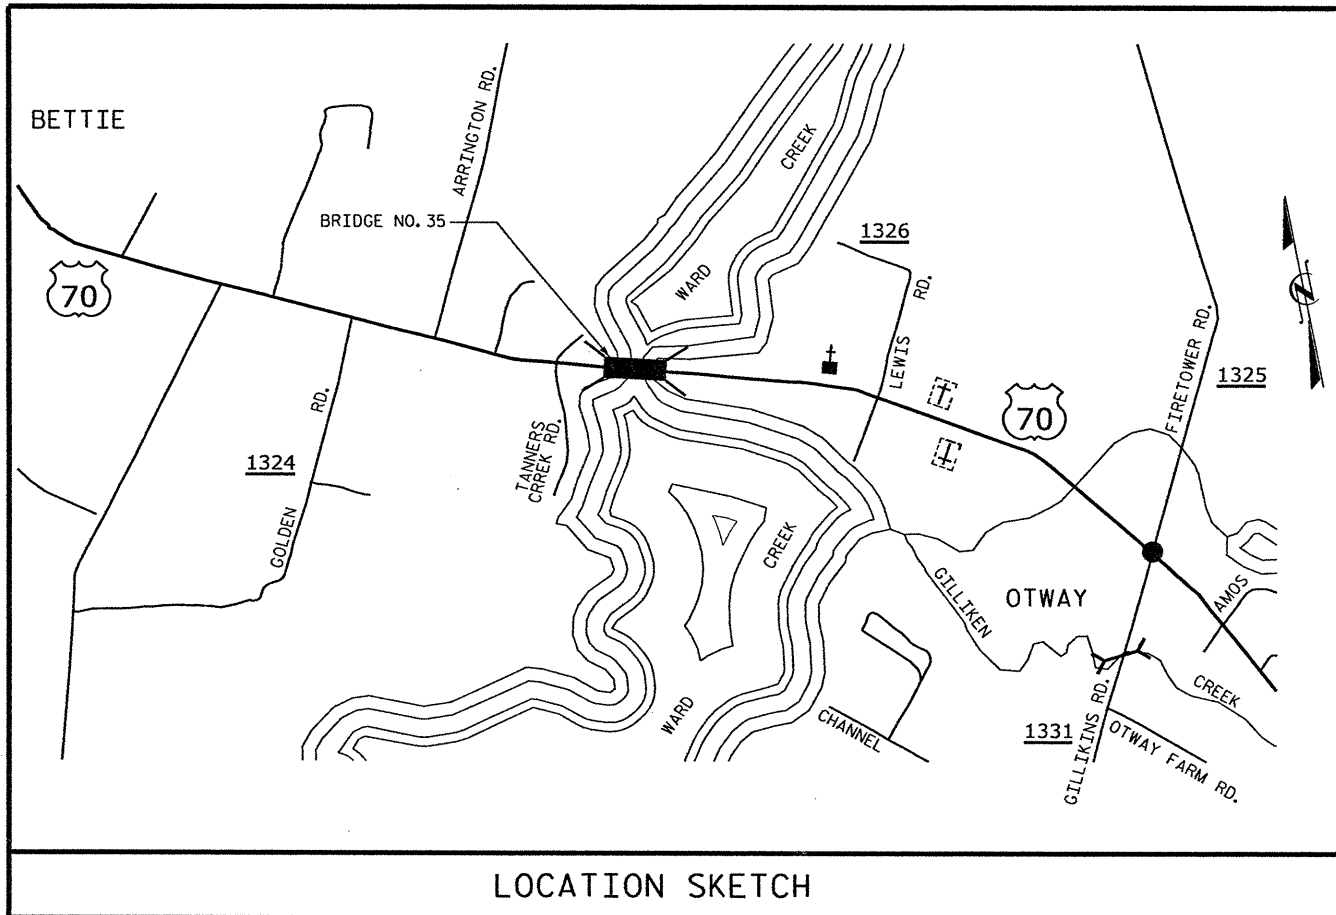 BETTIE
ARRINGTON RD.
CREEK
BRIDGE NO. 35
1326
WARD
RD.
LEWIS
70
FIRETOWER RD.
1325
70
RD.
1324
GOLDEN
TANNERS
CRREK RD.
CREEK
GILLIKEN
OTWAY
AMOS
WARD
CHANNEL
CREEK
1331
GILLIKINS RD.
OTWAY FARM RD.
LOCATION SKETCH